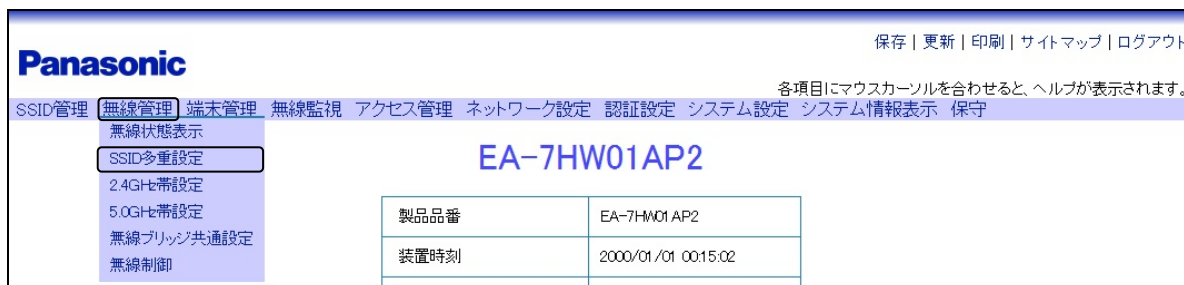 保存 | 更新 | 印刷 | サイトマップ | ログアウト
Panasonic
各項目にマウスカーソルを合わせると、ヘルプが表示されます。
SSID管理 無線管理 端末管理 無線監視 アクセス管理 ネットワーク設定 認証設定 システム設定 システム情報表示 保守
無線状態表示
SSID多重設定
2.4GHz帯設定
5.0GHz帯設定
無線ブリッジ共通設定
無線制御
EA-7HW01AP2
製品品番 EA-7HW01AP2
装置時刻 2000/01/01 00:15:02